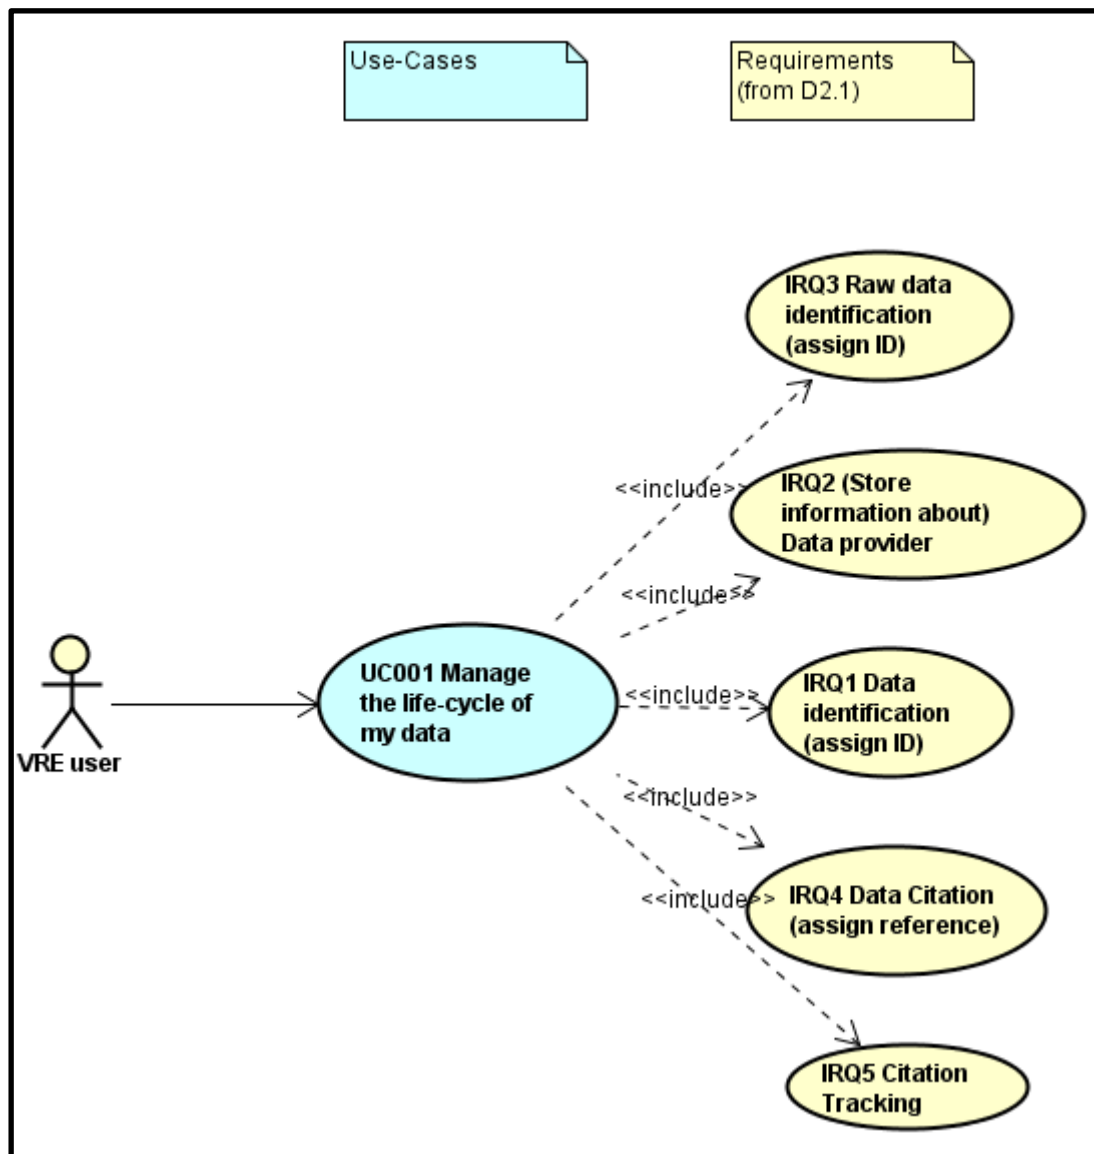 Use-Cases
Requirements
(from D2.1)
IRQ3 Raw data
identification
(assign ID)
<<include>>
IRQ2 (Store
information about)
Data provider
<<include>>
UC001 Manage
the life-cycle of
my data
<<include>>
IRQ1 Data
identification
(assign ID)
VRE user
<<include>>
<<include>>
IRQ4 Data Citation
(assign reference)
IRQ5 Citation
Tracking